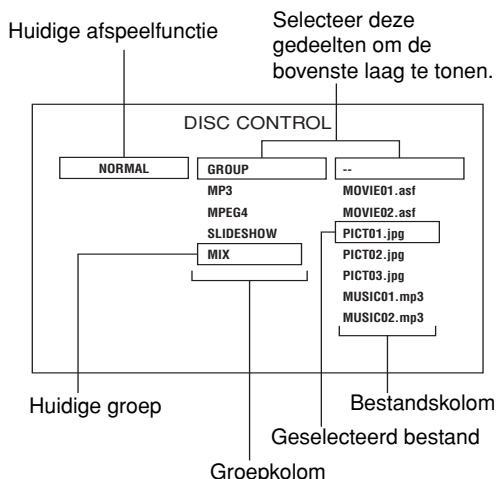 Huidige afspeelfunctie
Selecteer deze
gedeelten om de
bovenste laag te tonen.
DISC CONTROL
NORMAL
GROUP
MP3
MPEG4
SLIDESHOW
MIX
--
MOVIE01.asf
MOVIE02.asf
PICT01.jpg
PICT02.jpg
PICT03.jpg
MUSIC01.mp3
MUSIC02.mp3
Huidige groep
Bestandskolom
Geselecteerd bestand
Groepkolom